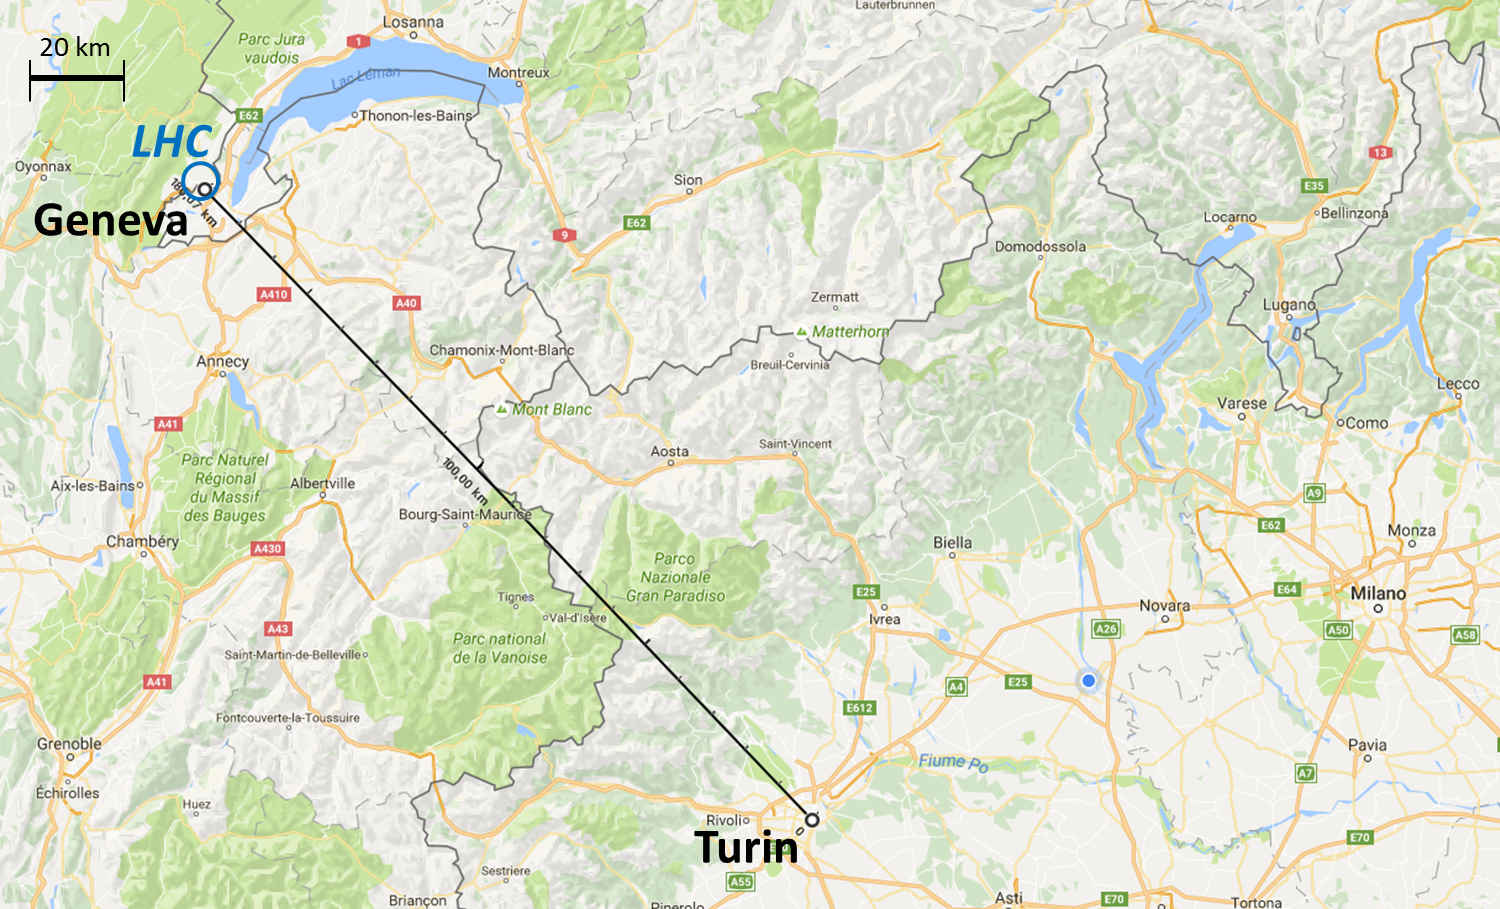 Lauterbrunnen
Losanna
20 km
Parc Jura
vaudois
1
Lac Léman
Montreux
E62
Thonon-les-Bains
LHC
13
Oyonnax
Sion
E35
Geneva
E62
Locarno
Bellinzona
9
Domodossola
A410
A40
Zermatt
Lugano
Matterhorn
Chamonix-Mont-Blanc
Annecy
Breuil-Cervinia
Lecco
Mont Blanc
Varese
Como
A41
Aosta
Saint-Vincent
Parc Naturel
Régional
du Massif
des Bauges
100,00 km
Aix-les-Bains
Albertville
A9
Bourg-Saint-Maurice
E62
Monza
Chambéry
A430
Biella
Parco
Nazionale
Gran Paradiso
E25
E64
Milano
Tignes
Val-d'Isère
Novara
Ivrea
A43
A26
A50
A58
Parc national
de la Vanoise
Saint-Martin-de-Belleville
A41
A4
E25
E612
Fontcouverte-la-Toussuire
Grenoble
Pavia
Fiume Po
A7
Échirolles
Huez
Rivoli
0
Turin
E70
Sestriere
A55
Briançon
Pinerolo
Asti
E70
Tortona